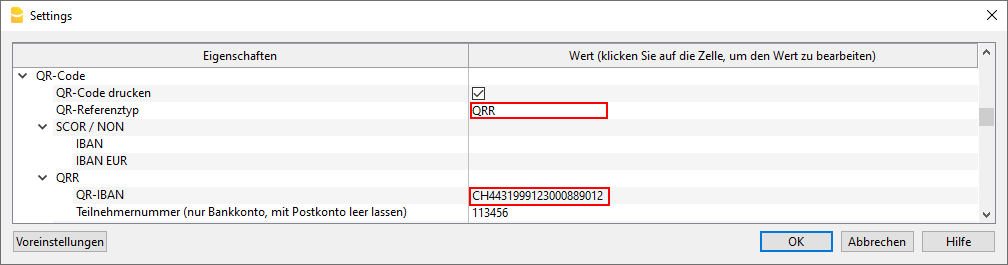 Settings
Eigenschaften Wert (klicken Sie auf die Zelle, um den Wert zu bearbeiten)
QR-Code
QR-Code drucken
QR-Referenztyp QRR
SCOR / NON
IBAN
IBAN EUR
QRR
QR-IBAN CH4431999123000889012
Teilnehmernummer (nur Bankkonto, mit Postkonto leer lassen) 113456
Voreinstellungen OK Abbrechen Hilfe